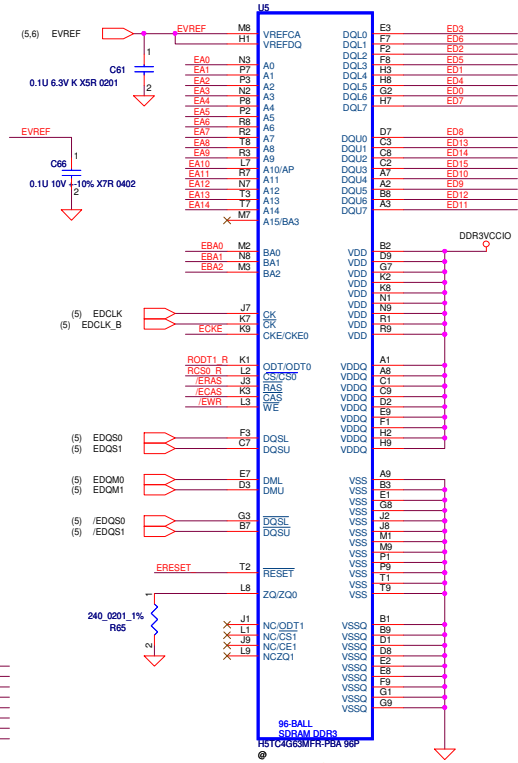 U5
(5,6) EVREF EVREF M8 VREFCA
H1 VREFDQ
1
C61
0.1U 6.3V K X5R 0201
2
EVREF
1
C66
0.1U 10V +-10% X7R 0402
2
EA0 N3 A0
EA1 P7 A1
EA2 P3 A2
EA3 N2 A3
EA4 P8 A4
EA5 P2 A5
EA6 R8 A6
EA7 R2 A7
EA8 T8 A8
EA9 R3 A9
EA10 L7 A10/AP
EA11 R7 A11
EA12 N7 A12
EA13 T3 A13
EA14 T7 A14
M7 A15/BA3
EBA0 M2 BA0
EBA1 N8 BA1
EBA2 M3 BA2
(5) EDCLK J7 CK
(5) EDCLK_B K7 CK
ECKE K9 CKE/CKE0
RODT1_R K1 ODT/ODT0
RCS0_R L2 CS/CS0
/ERAS J3 RAS
/ECAS K3 CAS
/EWR L3 WE
(5) EDQS0 F3 DQSL
(5) EDQS1 C7 DQSU
(5) EDQM0 E7 DML
(5) EDQM1 D3 DMU
(5) /EDQS0 G3 DQSL
(5) /EDQS1 B7 DQSU
ERESET T2 RESET
L8 ZQ/ZQ0
1
240_0201_1%
R65
2
J1 NC/ODT1
L1 NC/CS1
J9 NC/CE1
L9 NCZQ1
DQL0 E3 ED3
DQL1 F7 ED6
DQL2 F2 ED2
DQL3 F8 ED5
DQL4 H3 ED1
DQL5 H8 ED4
DQL6 G2 ED0
DQL7 H7 ED7
DQU0 D7 ED8
DQU1 C3 ED13
DQU2 C8 ED14
DQU3 C2 ED15
DQU4 A7 ED10
DQU5 A2 ED9
DQU6 B8 ED12
DQU7 A3 ED11
DDR3VCCIO
VDD B2
VDD D9
VDD G7
VDD K2
VDD K8
VDD N1
VDD N9
VDD R1
VDD R9
VDDQ A1
VDDQ A8
VDDQ C1
VDDQ C9
VDDQ D2
VDDQ E9
VDDQ F1
VDDQ H2
VDDQ H9
VSS A9
VSS B3
VSS E1
VSS G8
VSS J2
VSS J8
VSS M1
VSS M9
VSS P1
VSS P9
VSS T1
VSS T9
VSSQ B1
VSSQ B9
VSSQ D1
VSSQ D8
VSSQ E2
VSSQ E8
VSSQ F9
VSSQ G1
VSSQ G9
96-BALL
SDRAM DDR3
H5TC4G63MFR-PBA 96P
@